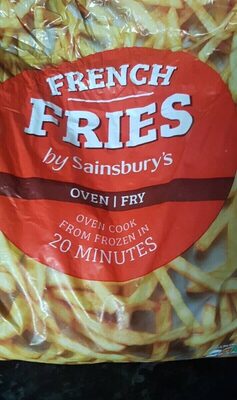 FRENCH
FRIES
by Sainsbury's
OVEN | FRY
OVEN COOK
FROM FROZEN IN
20 MINUTES